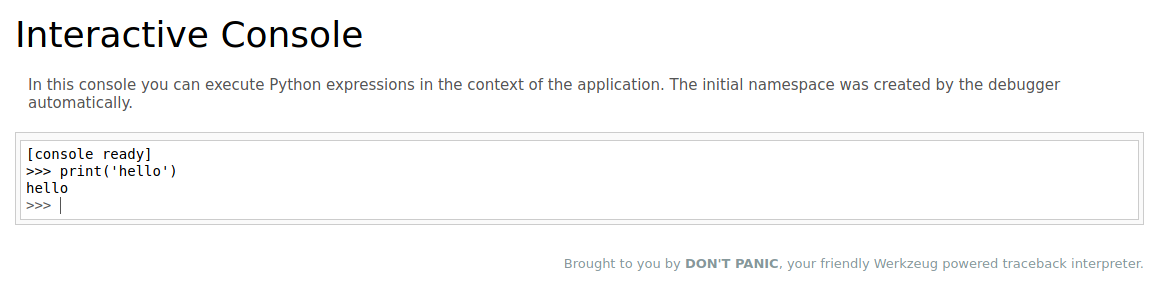 Interactive Console
In this console you can execute Python expressions in the context of the application. The initial namespace was created by the debugger
automatically.
[console ready]
>>> print('hello')
hello
>>>
Brought to you by DON'T PANIC, your friendly Werkzeug powered traceback interpreter.